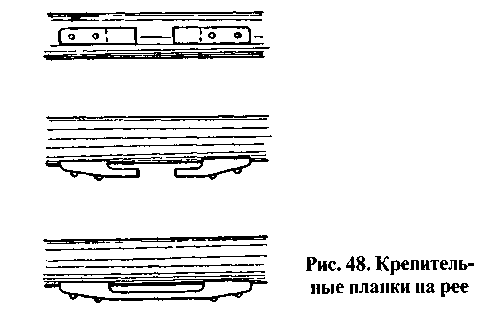 Рис. 48. Крепитель-
ные планки на рее